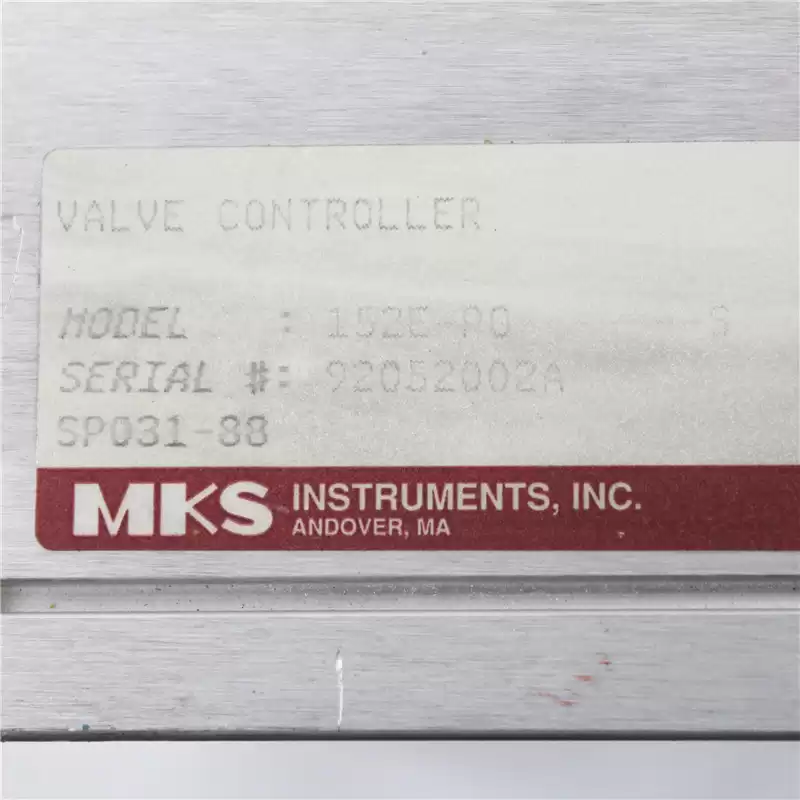 VALVE CONTROLLER
MODEL : 152E-P0 -S
SERIAL #: 92052002A
SP031-88
MKS INSTRUMENTS, INC.
ANDOVER, MA